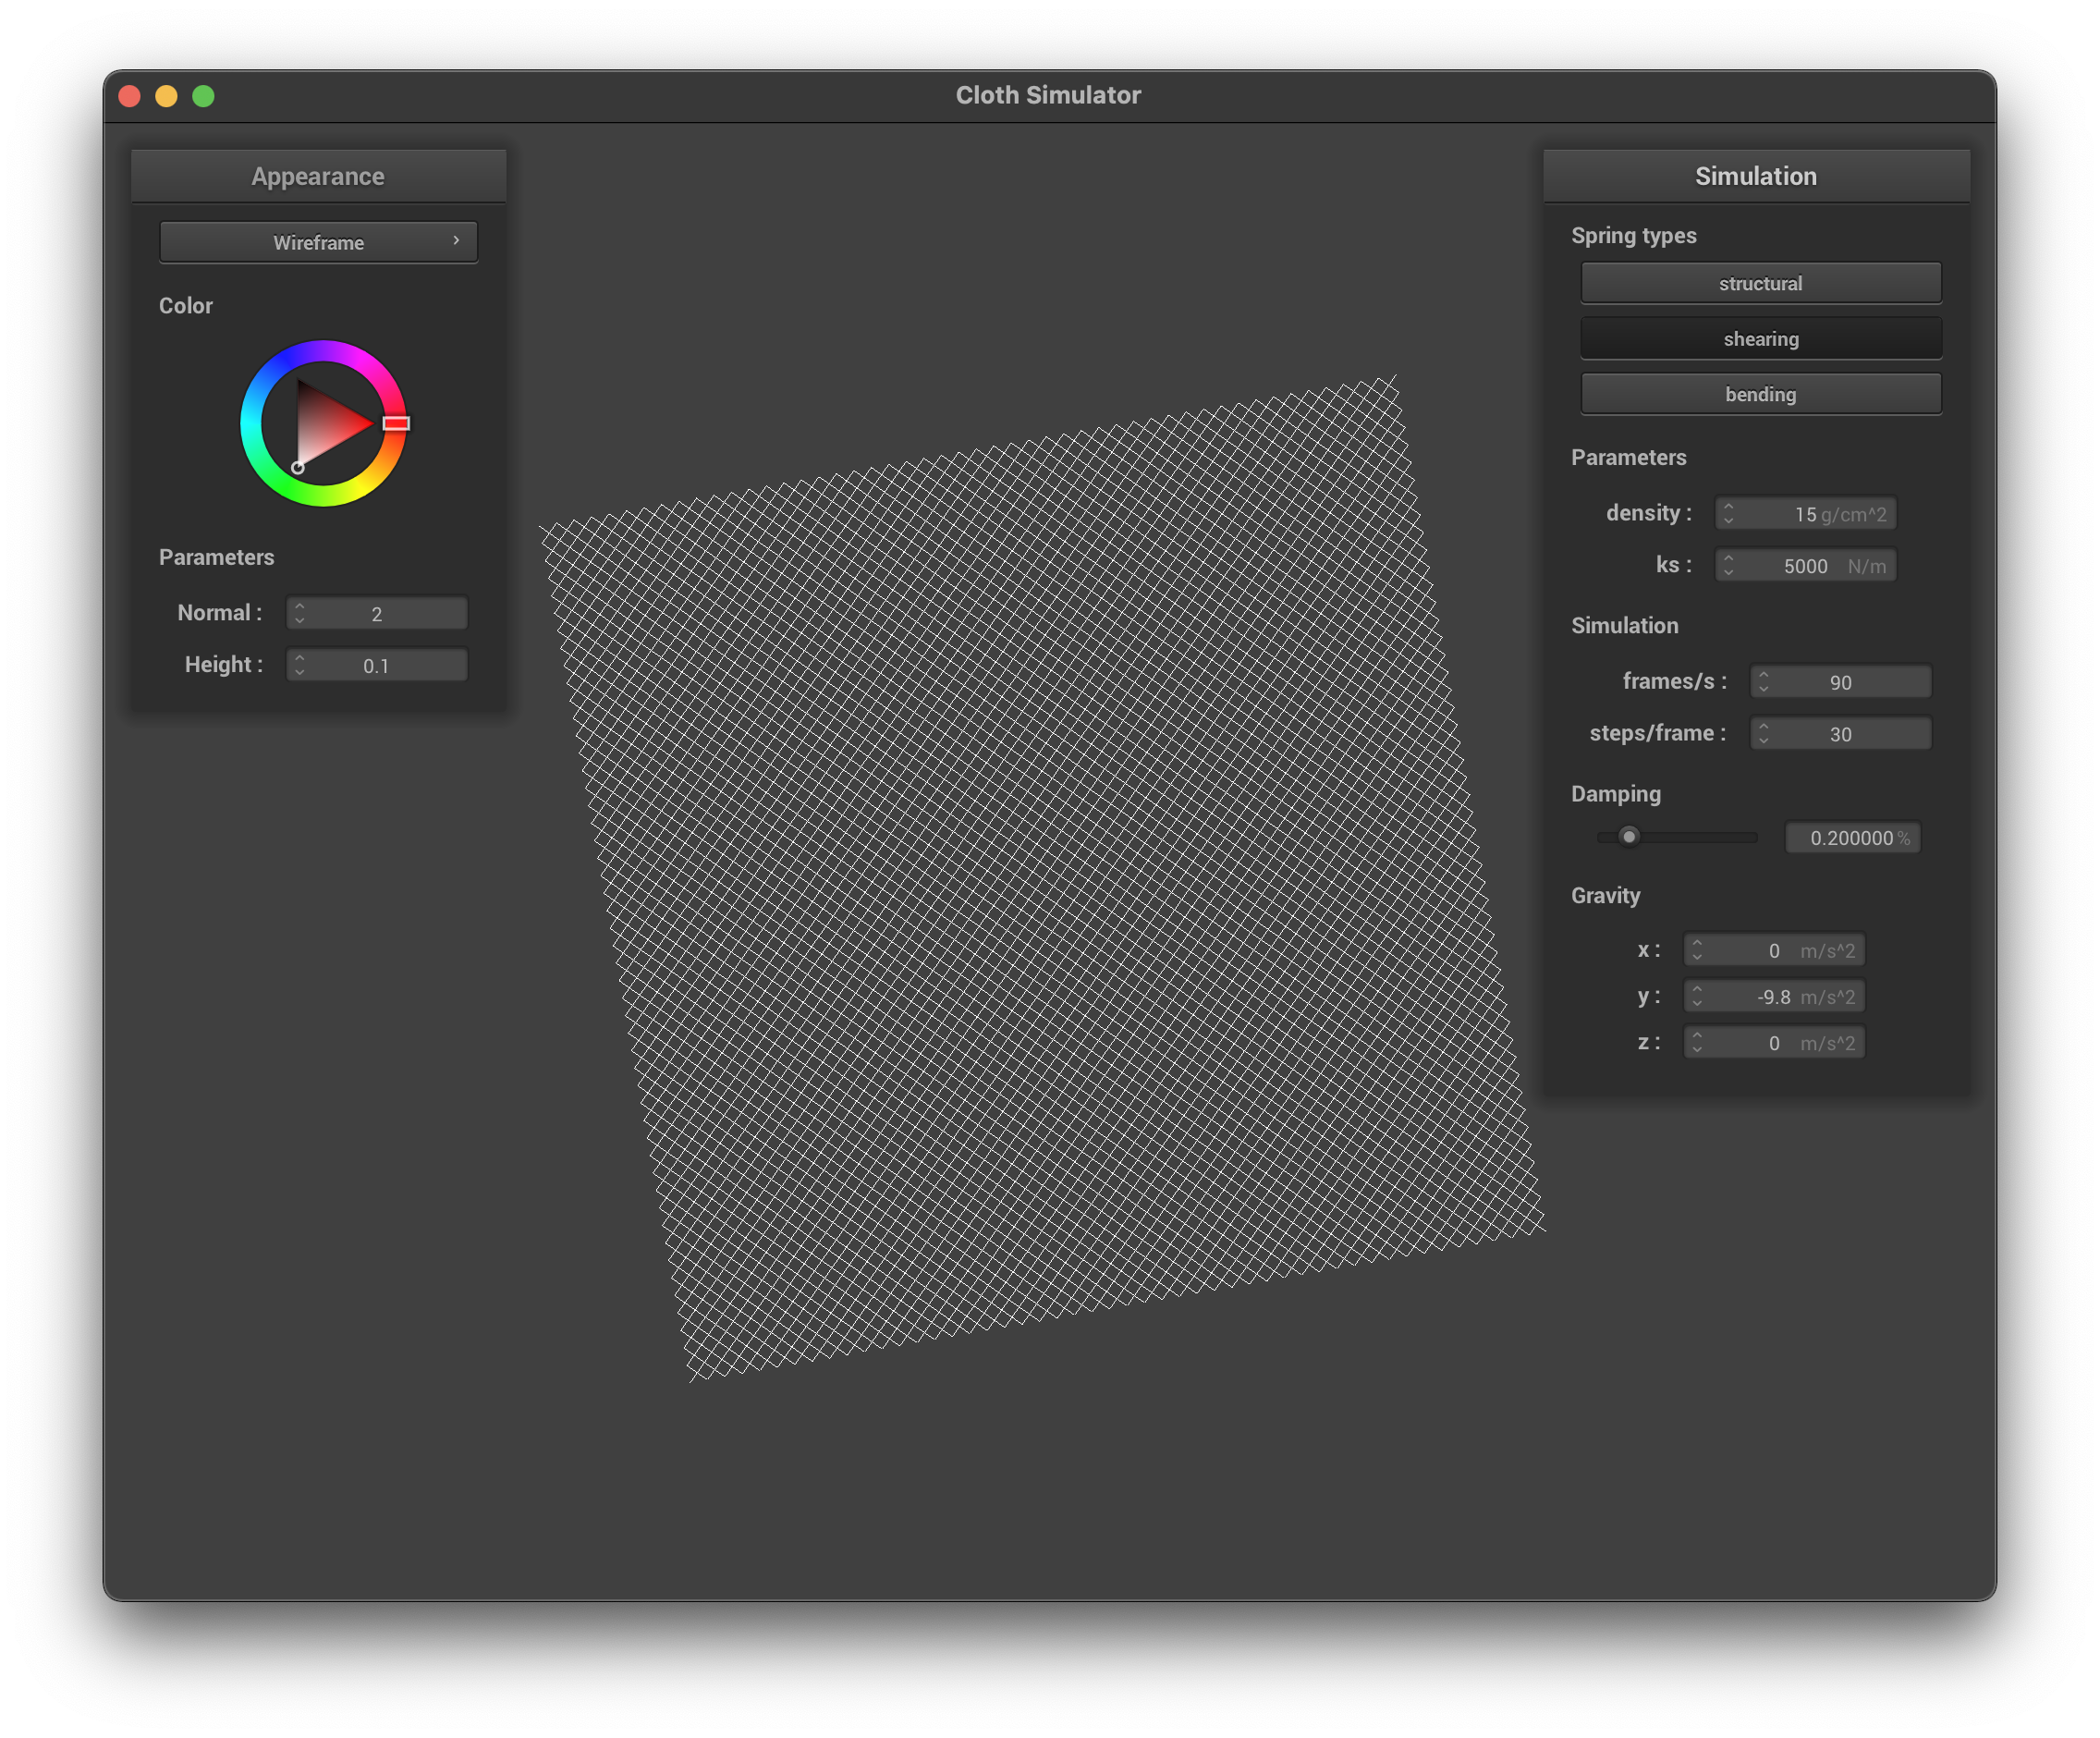 Cloth Simulator
Appearance
Wireframe
Color
Parameters
Normal : 2
Height : 0.1
Simulation
Spring types
structural
shearing
bending
Parameters
density : 15 g/cm^2
ks : 5000 N/m
Simulation
frames/s : 90
steps/frame : 30
Damping
0.200000 %
Gravity
x : 0 m/s^2
y : -9.8 m/s^2
z : 0 m/s^2